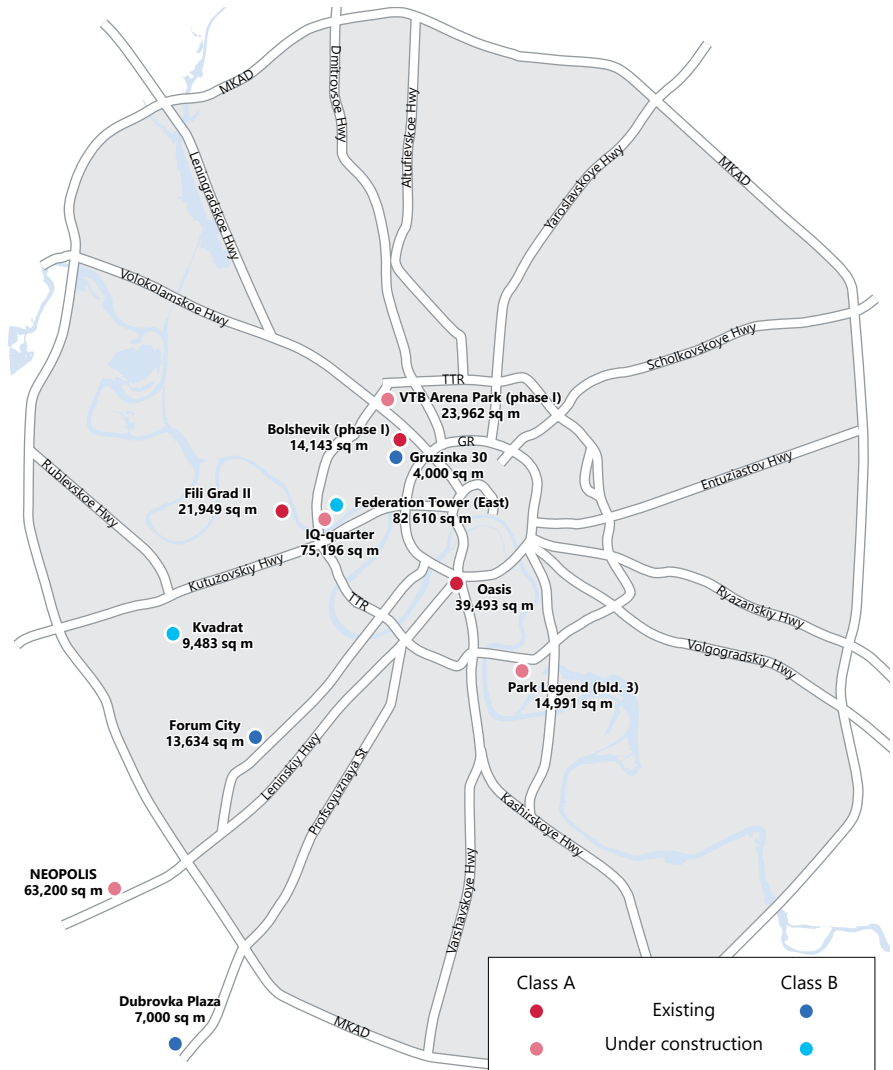 MKAD
Dmitrovsoe Hwy
Altufievskoe Hwy
Leningradskoe Hwy
Yaroslavskoye Hwy
MKAD
Volokolamskoe Hwy
Scholkovskoye Hwy
TTR
VTB Arena Park (phase I)
23,962 sq m
Bolshevik (phase I)
14,143 sq m
GR
Gruzinka 30
4,000 sq m
Rublevskoe Hwy
Entuziastov Hwy
Fili Grad II
21,949 sq m
Federation Tower (East)
82 610 sq m
IQ-quarter
75,196 sq m
Kutuzovskiy Hwy
TTR
Oasis
39,493 sq m
Ryazanskiy Hwy
Kvadrat
9,483 sq m
Volgogradskiy Hwy
Park Legend (bld. 3)
14,991 sq m
Forum City
13,634 sq m
Leninskiy Hwy
Profsoyuznaya St
Kashirskoye Hwy
Varshavskoye Hwy
NEOPOLIS
63,200 sq m
Dubrovka Plaza
7,000 sq m
MKAD
Class A
Class B
Existing
Under construction